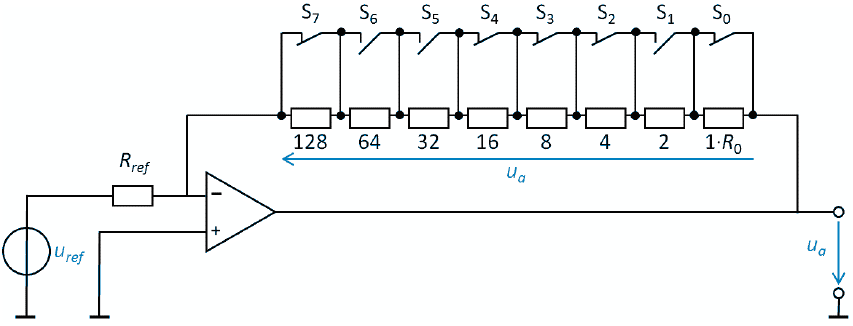 S7 S6 S5 S4 S3 S2 S1 S0
128 64 32 16 8 4 2 1·R0
ua
Rref
−
+
uref
ua